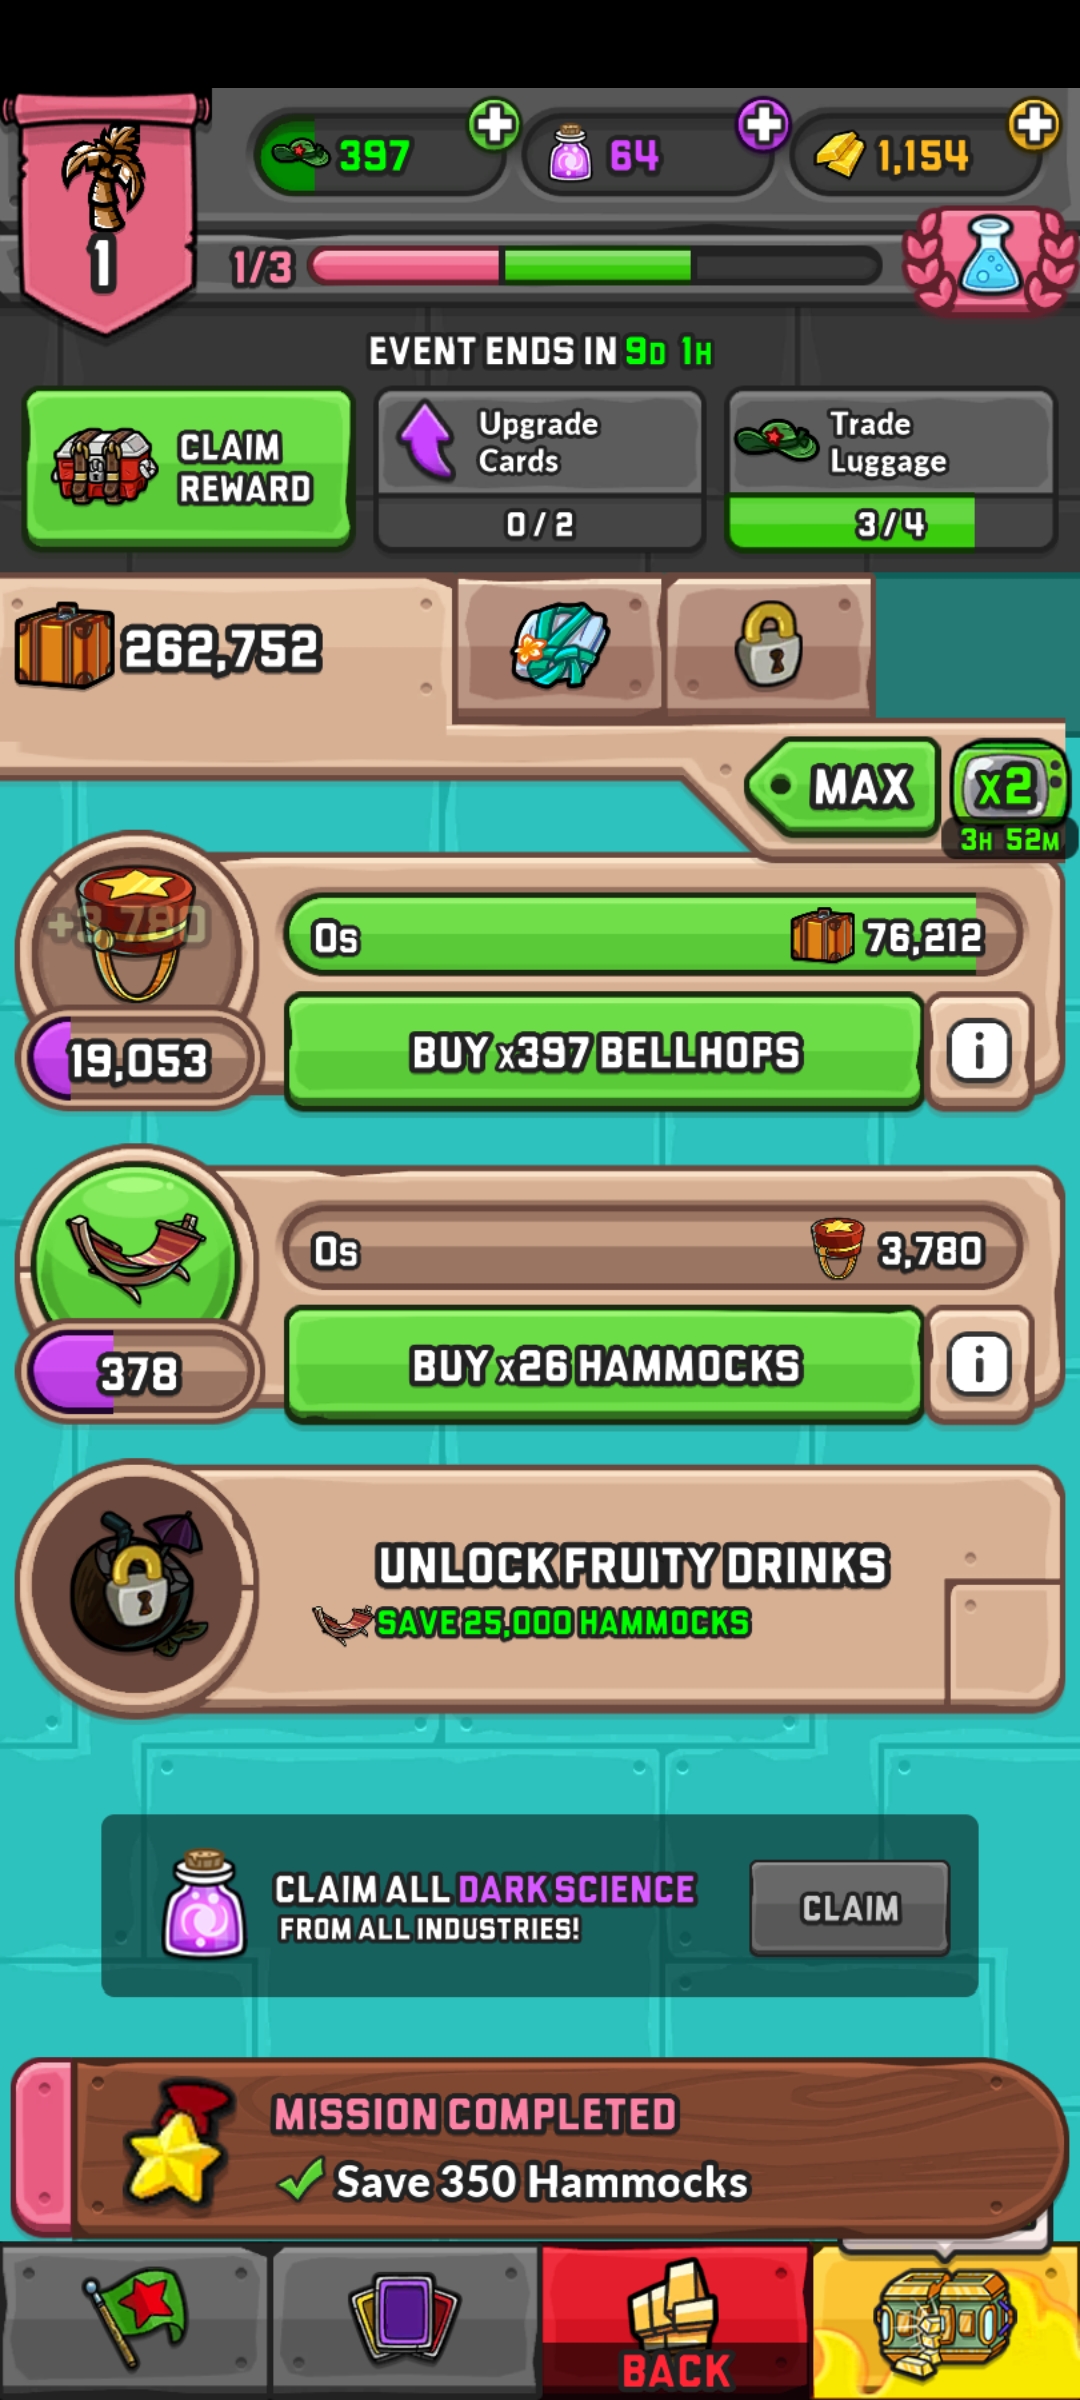 397
64
1,154
1
1/3
EVENT ENDS IN 9D 1H
CLAIM
REWARD
Upgrade
Cards
0 / 2
Trade
Luggage
3 / 4
262,752
MAX
x2
3H 52M
+3,780
0s
76,212
19,053
BUY x397 BELLHOPS
i
0s
3,780
378
BUY x26 HAMMOCKS
i
UNLOCK FRUITY DRINKS
SAVE 25,000 HAMMOCKS
CLAIM ALL DARK SCIENCE
FROM ALL INDUSTRIES!
CLAIM
MISSION COMPLETED
Save 350 Hammocks
BACK